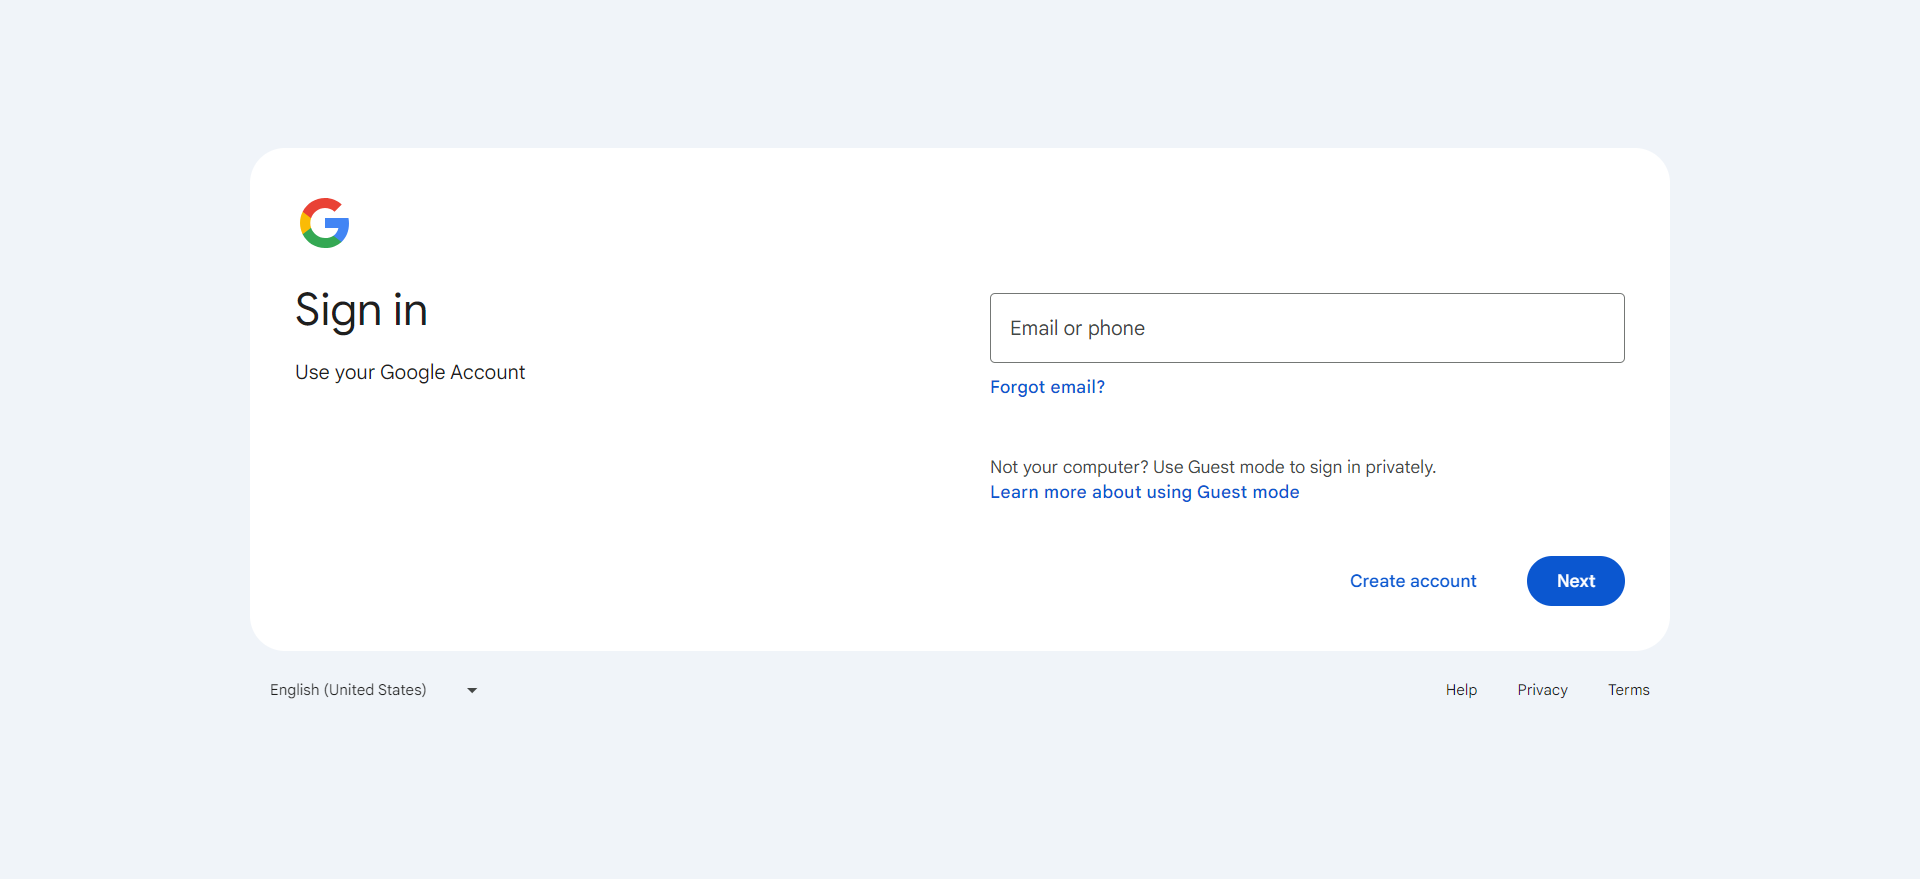 Sign in
Use your Google Account
Email or phone
Forgot email?
Not your computer? Use Guest mode to sign in privately.
Learn more about using Guest mode
Create account
Next
English (United States)
Help
Privacy
Terms